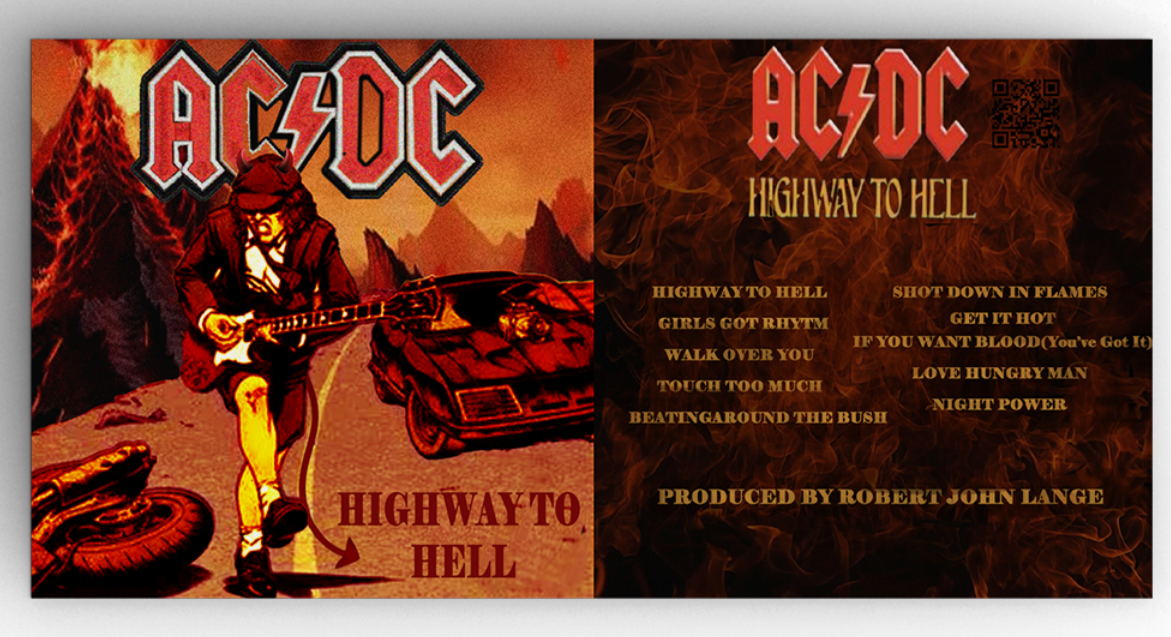 AC⚡DC
HIGHWAY TO
HELL
AC⚡DC
HIGHWAY TO HELL
HIGHWAY TO HELL
GIRLS GOT RHYTM
WALK OVER YOU
TOUCH TOO MUCH
BEATINGAROUND THE BUSH
SHOT DOWN IN FLAMES
GET IT HOT
IF YOU WANT BLOOD(You've Got It)
LOVE HUNGRY MAN
NIGHT POWER
PRODUCED BY ROBERT JOHN LANGE